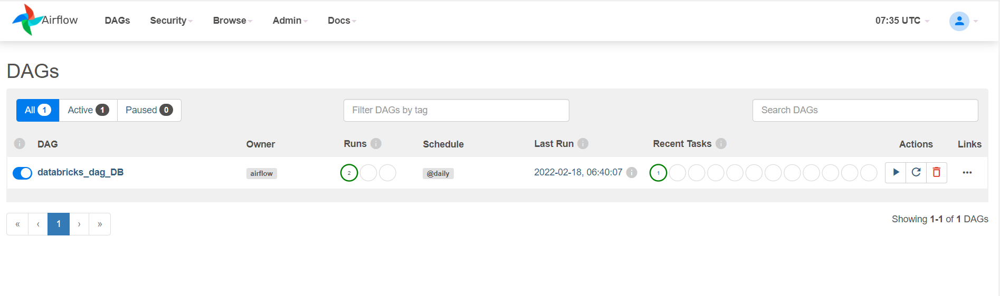 Airflow DAGs Security Browse Admin Docs 07:35 UTC
DAGs
All 1 Active 1 Paused 0 Filter DAGs by tag Search DAGs
i DAG Owner Runs i Schedule Last Run i Recent Tasks i Actions Links
databricks_dag_DB airflow 2 @daily 2022-02-18, 06:40:07 i 1 ...
« ‹ 1 › » Showing 1-1 of 1 DAGs